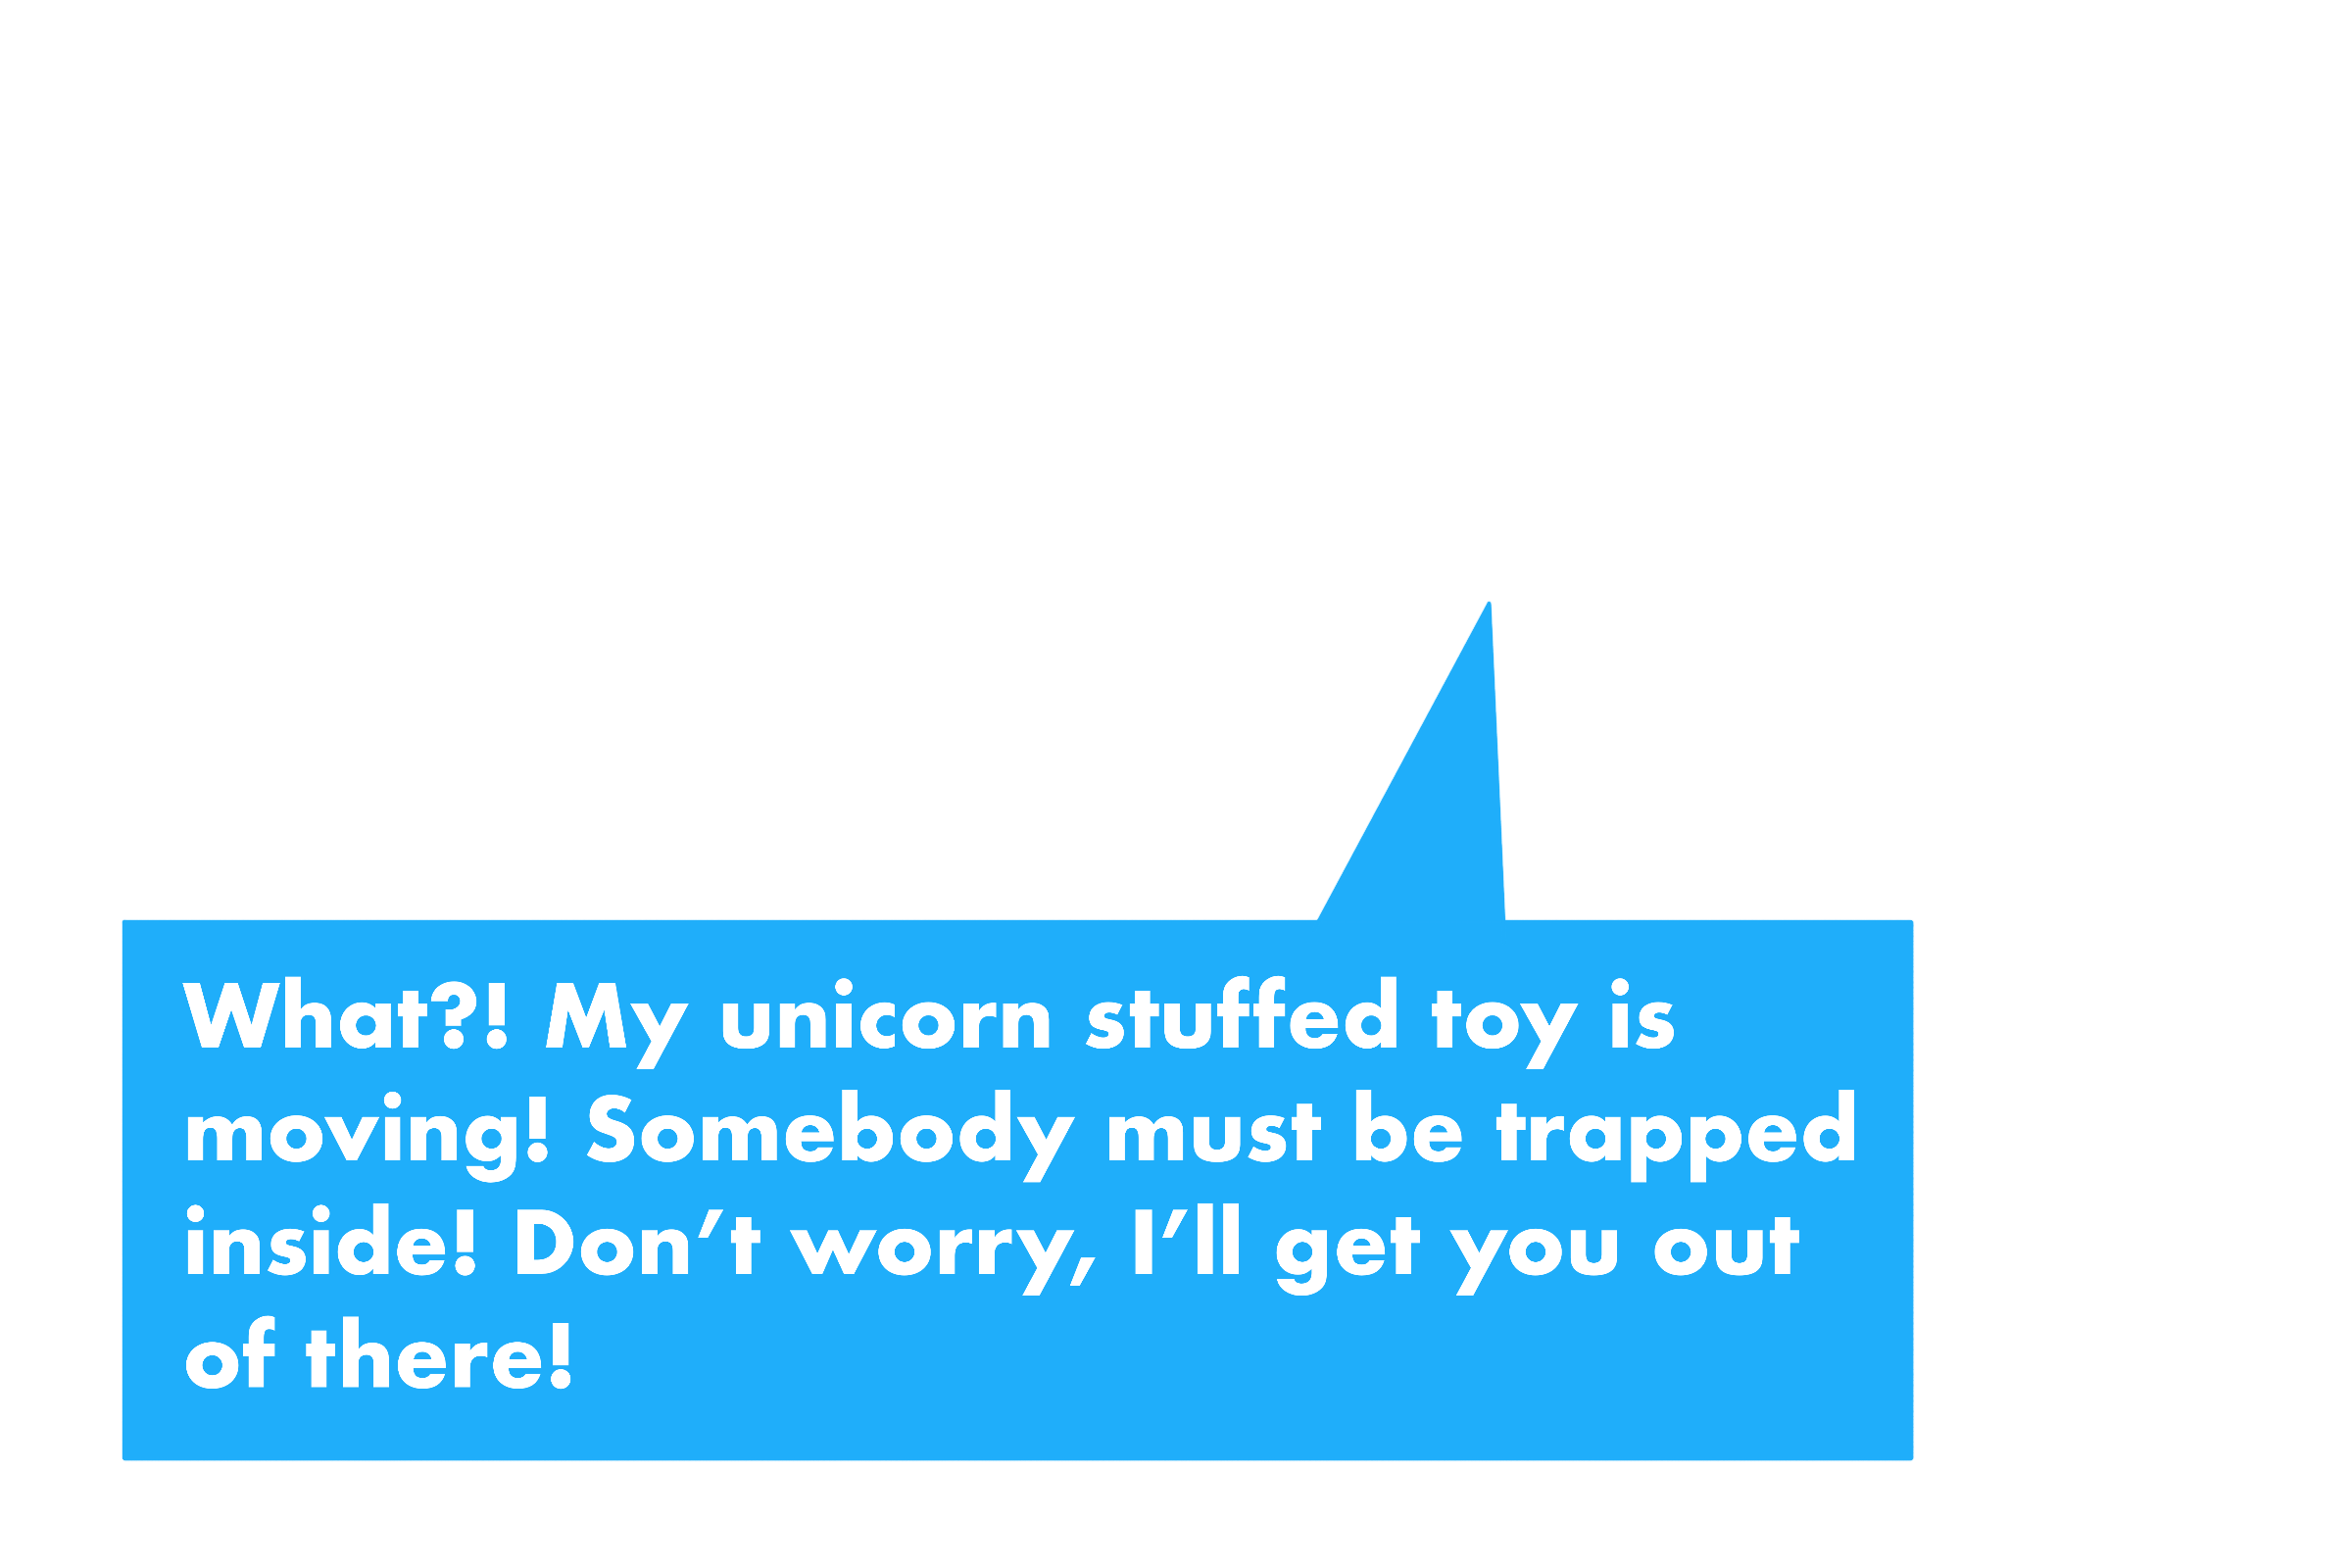 What?! My unicorn stuffed toy is
moving! Somebody must be trapped
inside! Don’t worry, I’ll get you out
of there!